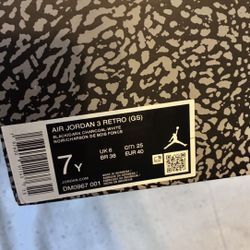 AIR JORDAN 3 RETRO (GS)
BLACK/DARK CHARCOAL-WHITE
NOIR/CHARBON DE BOIS FONCE
7Y
UK 6
CM 25
BR 38
EUR 40
DM0967 001